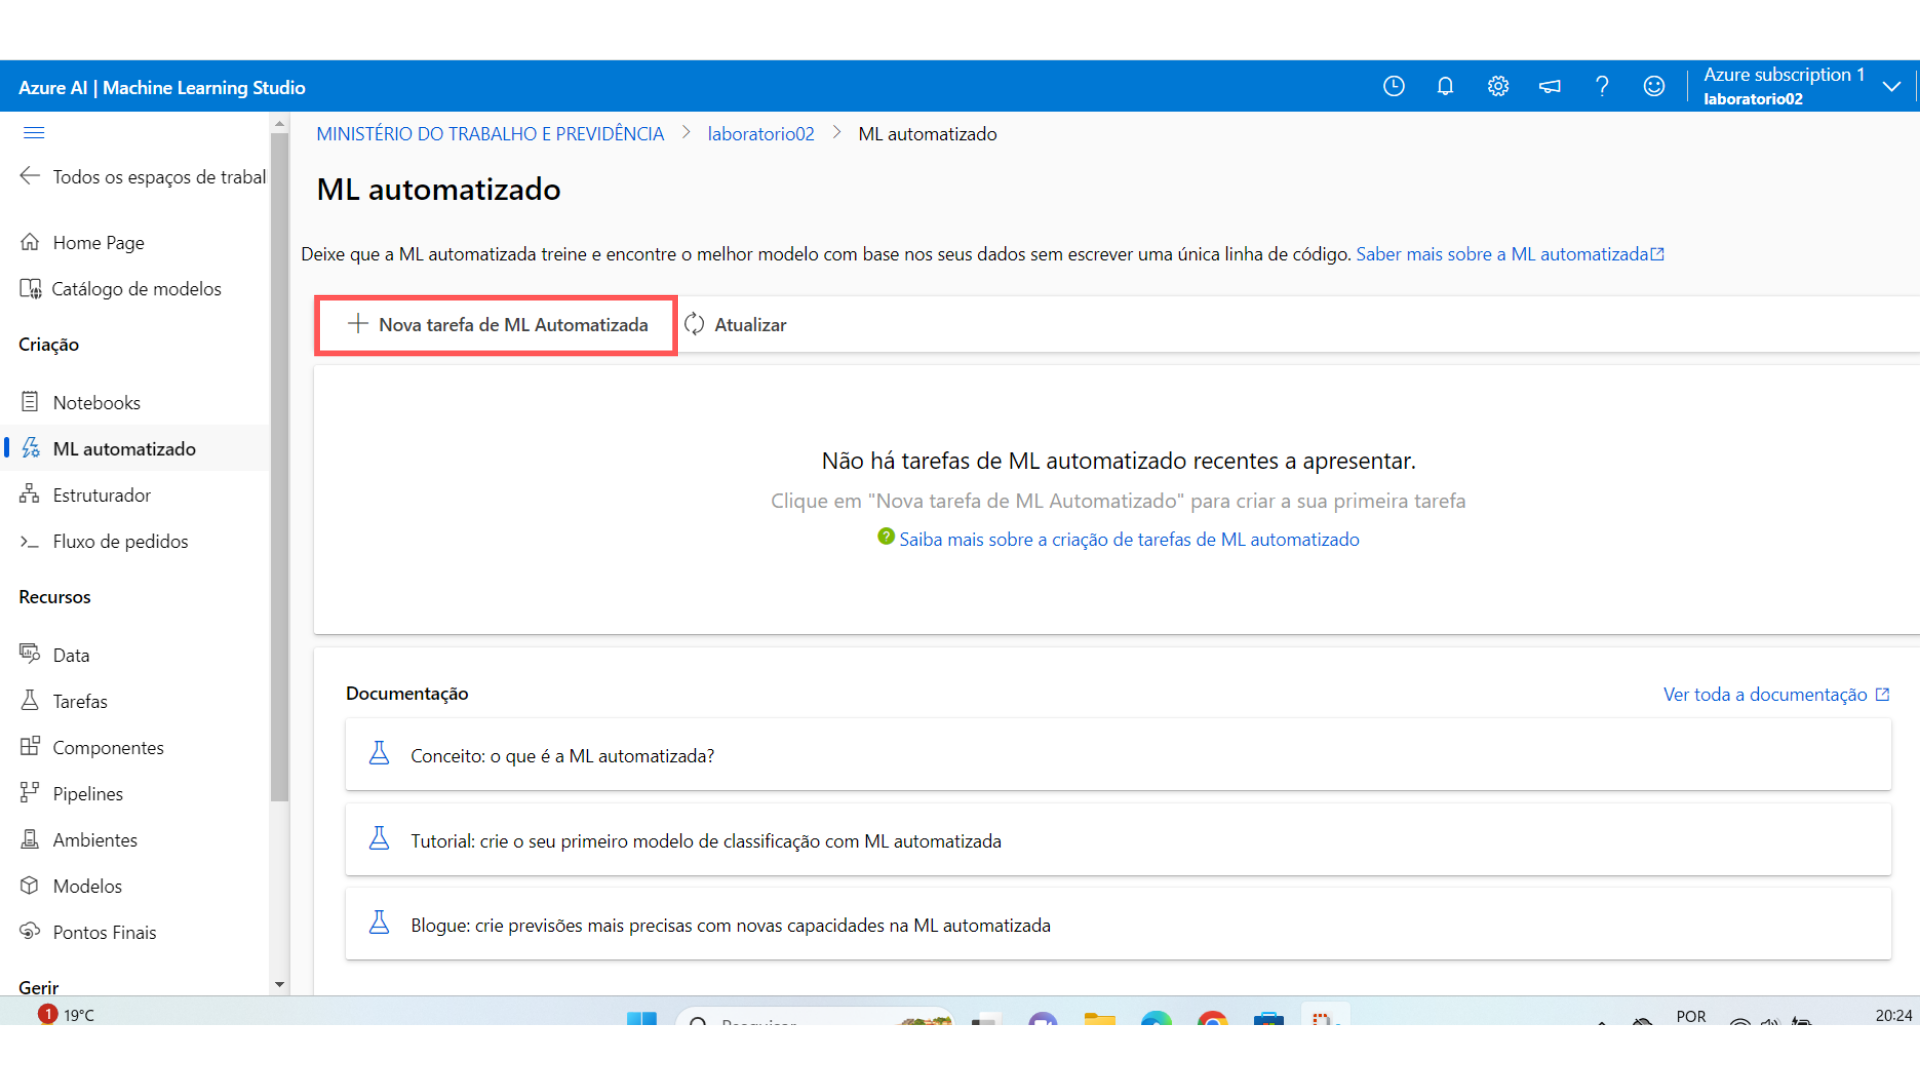 Azure AI | Machine Learning Studio
Azure subscription 1
laboratorio02
MINISTÉRIO DO TRABALHO E PREVIDÊNCIA > laboratorio02 > ML automatizado
Todos os espaços de trabal
ML automatizado
Home Page
Deixe que a ML automatizada treine e encontre o melhor modelo com base nos seus dados sem escrever uma única linha de código. Saber mais sobre a ML automatizada
Catálogo de modelos
Nova tarefa de ML Automatizada
Atualizar
Criação
Notebooks
ML automatizado
Estruturador
Fluxo de pedidos
Não há tarefas de ML automatizado recentes a apresentar.
Clique em "Nova tarefa de ML Automatizado" para criar a sua primeira tarefa
Saiba mais sobre a criação de tarefas de ML automatizado
Recursos
Data
Tarefas
Componentes
Pipelines
Ambientes
Modelos
Pontos Finais
Gerir
Documentação
Ver toda a documentação
Conceito: o que é a ML automatizada?
Tutorial: crie o seu primeiro modelo de classificação com ML automatizada
Blogue: crie previsões mais precisas com novas capacidades na ML automatizada
1
19°C
POR
20:24